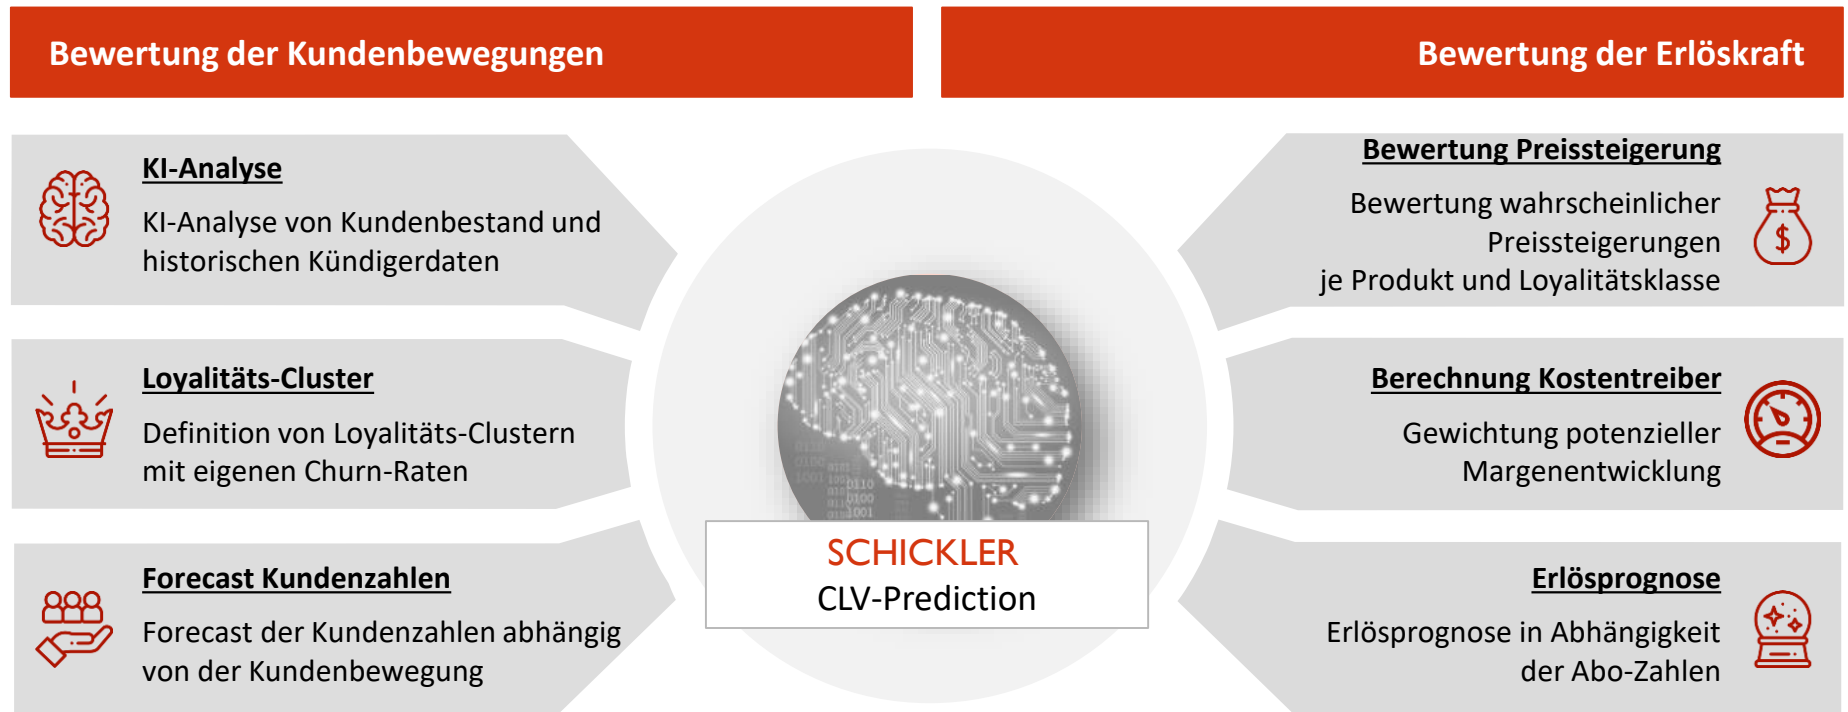 Bewertung der Kundenbewegungen
Bewertung der Erlöskraft
KI-Analyse
KI-Analyse von Kundenbestand und
historischen Kündigerdaten
Loyalitäts-Cluster
Definition von Loyalitäts-Clustern
mit eigenen Churn-Raten
Forecast Kundenzahlen
Forecast der Kundenzahlen abhängig
von der Kundenbewegung
SCHICKLER
CLV-Prediction
Bewertung Preissteigerung
Bewertung wahrscheinlicher
Preissteigerungen
je Produkt und Loyalitätsklasse
$
Berechnung Kostentreiber
Gewichtung potenzieller
Margenentwicklung
Erlösprognose
Erlösprognose in Abhängigkeit
der Abo-Zahlen